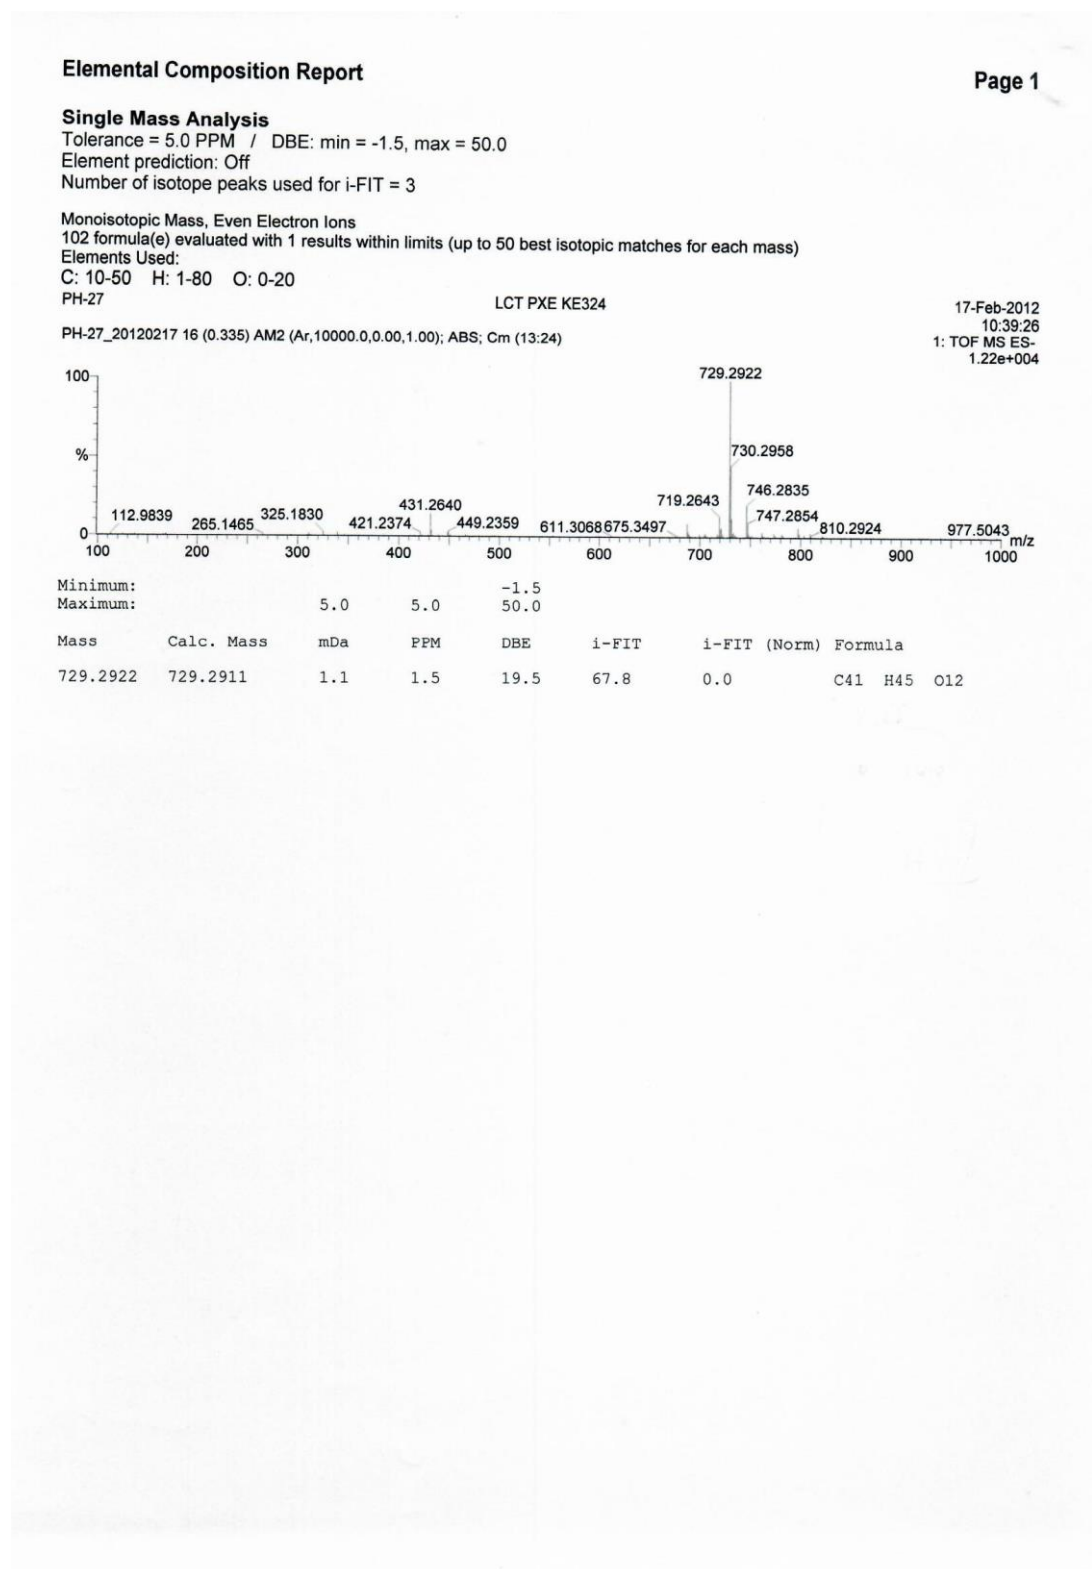 Elemental Composition Report
Page 1
Single Mass Analysis
Tolerance = 5.0 PPM / DBE: min = -1.5, max = 50.0
Element prediction: Off
Number of isotope peaks used for i-FIT = 3
Monoisotopic Mass, Even Electron Ions
102 formula(e) evaluated with 1 results within limits (up to 50 best isotopic matches for each mass)
Elements Used:
C: 10-50 H: 1-80 O: 0-20
PH-27 LCT PXE KE324 17-Feb-2012
10:39:26
PH-27_20120217 16 (0.335) AM2 (Ar,10000.0,0.00,1.00); ABS; Cm (13:24) 1: TOF MS ES-
1.22e+004
100 729.2922
% 730.2958
112.9839 265.1465 325.1830 421.2374 431.2640 449.2359 611.3068 675.3497 719.2643 746.2835 747.2854 810.2924 977.5043
0 m/z
100 200 300 400 500 600 700 800 900 1000
Minimum: -1.5
Maximum: 5.0 5.0 50.0
Mass Calc. Mass mDa PPM DBE i-FIT i-FIT (Norm) Formula
729.2922 729.2911 1.1 1.5 19.5 67.8 0.0 C41 H45 O12